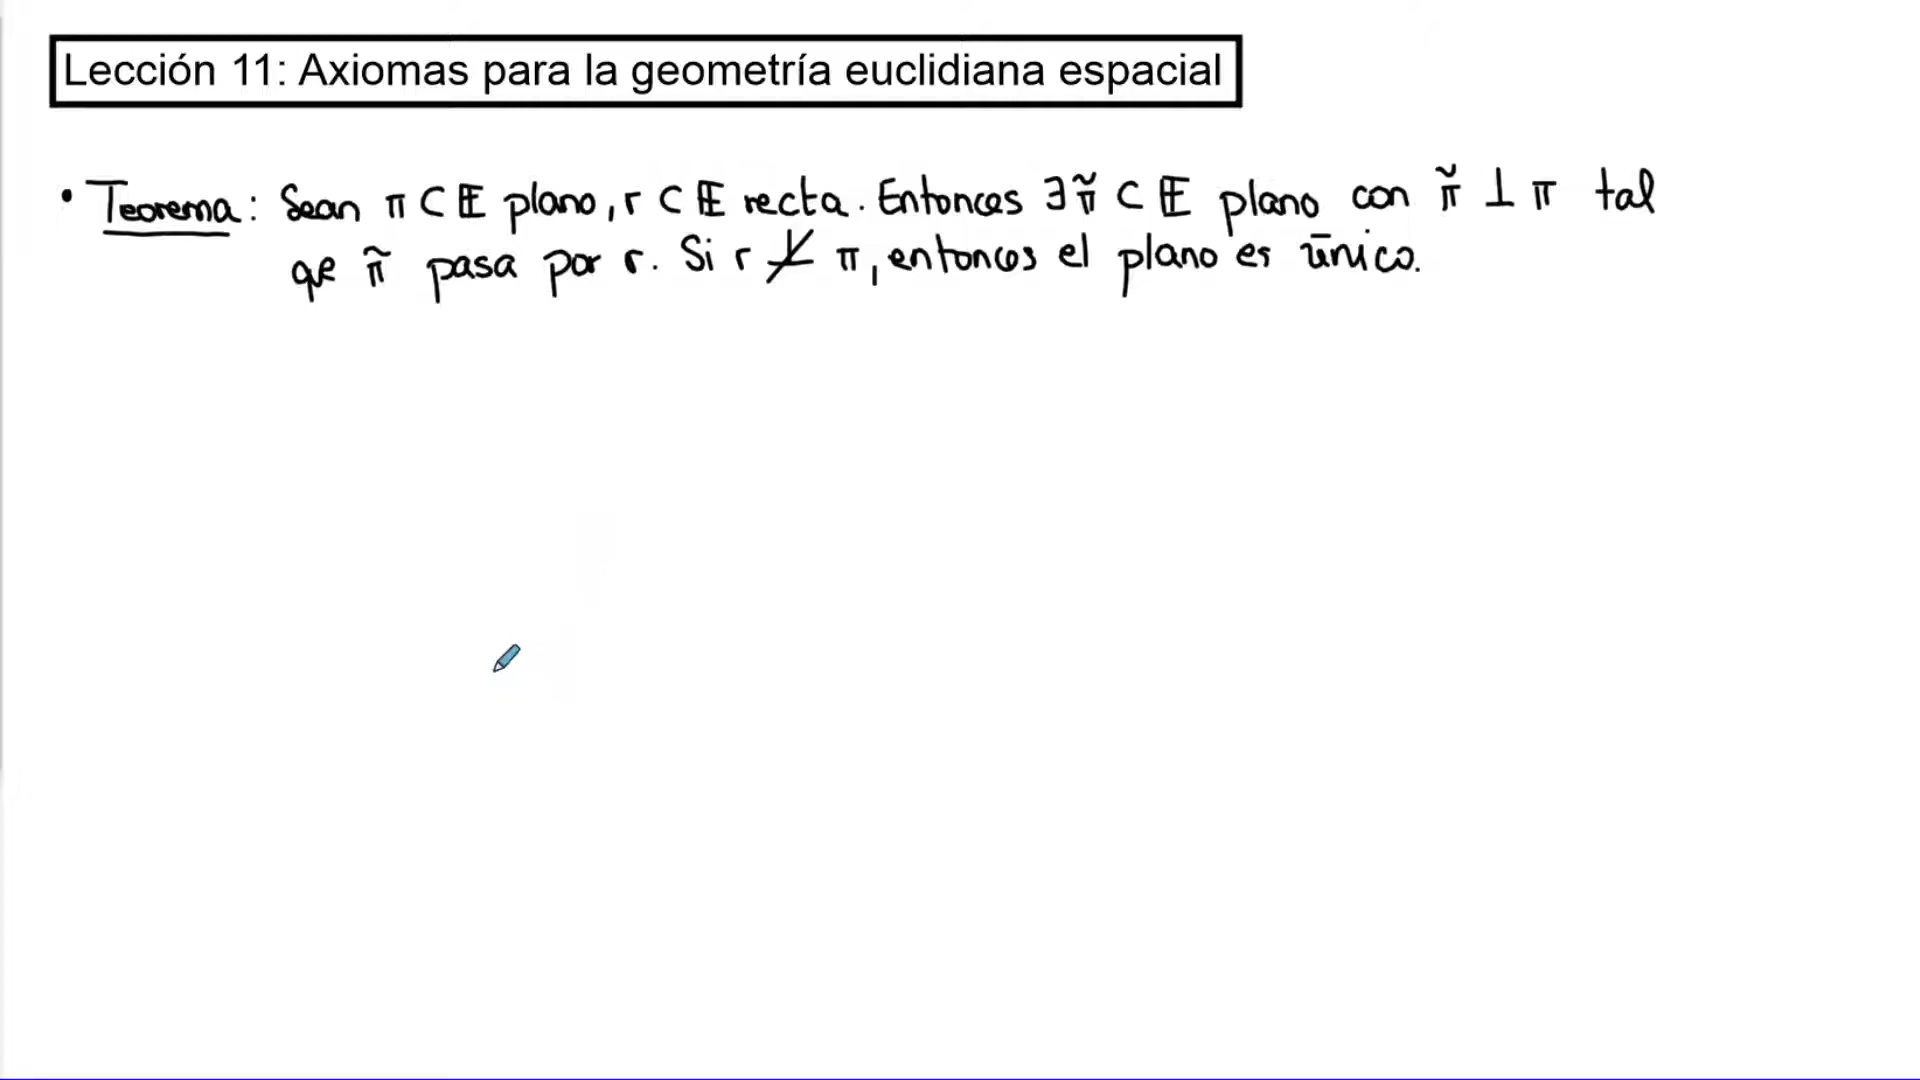 Lección 11: Axiomas para la geometría euclidiana espacial
• Teorema: Sean π ⊂ 𝔼 plano, r ⊂ 𝔼 recta. Entonces ∃ π̃ ⊂ 𝔼 plano con π̃ ⊥ π tal
qe π̃ pasa por r. Si r ⊥̸ π, entonces el plano es único.